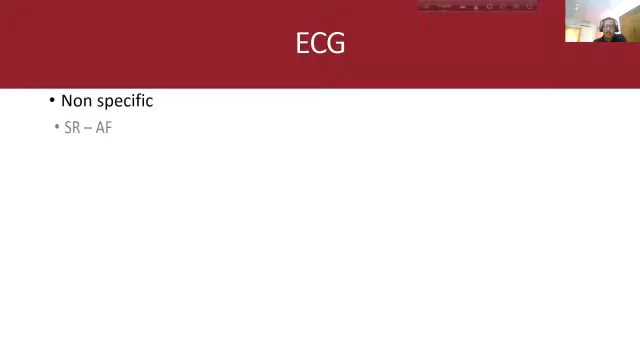 ECG
• Non specific
• SR – AF